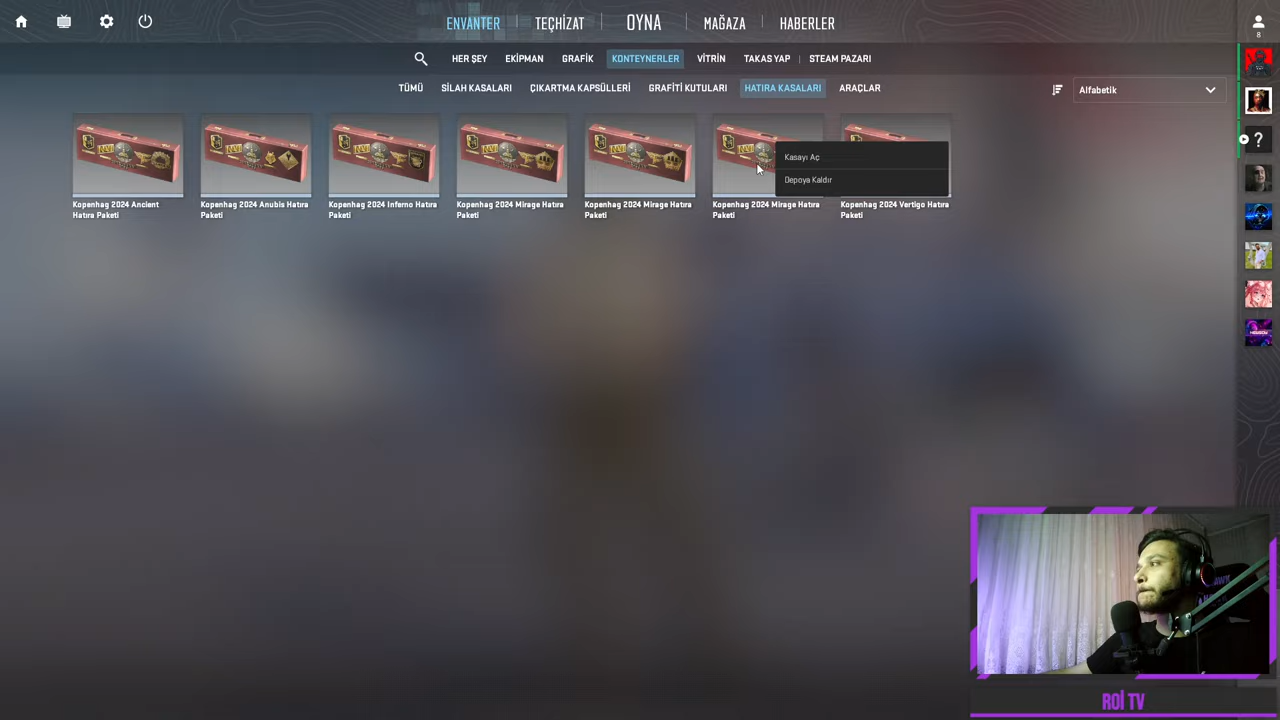 ENVANTER
TEÇHİZAT
OYNA
MAĞAZA
HABERLER
8
HER ŞEY
EKİPMAN
GRAFİK
KONTEYNERLER
VİTRİN
TAKAS YAP
STEAM PAZARI
TÜMÜ
SİLAH KASALARI
ÇIKARTMA KAPSÜLLERİ
GRAFİTİ KUTULARI
HATIRA KASALARI
ARAÇLAR
Alfabetik
?
Kasayı Aç
Depoya Kaldır
Kopenhag 2024 Ancient
Hatıra Paketi
Kopenhag 2024 Anubis Hatıra
Paketi
Kopenhag 2024 Inferno Hatıra
Paketi
Kopenhag 2024 Mirage Hatıra
Paketi
Kopenhag 2024 Mirage Hatıra
Paketi
Kopenhag 2024 Mirage Hatıra
Paketi
Kopenhag 2024 Vertigo Hatıra
Paketi
ROİ TV